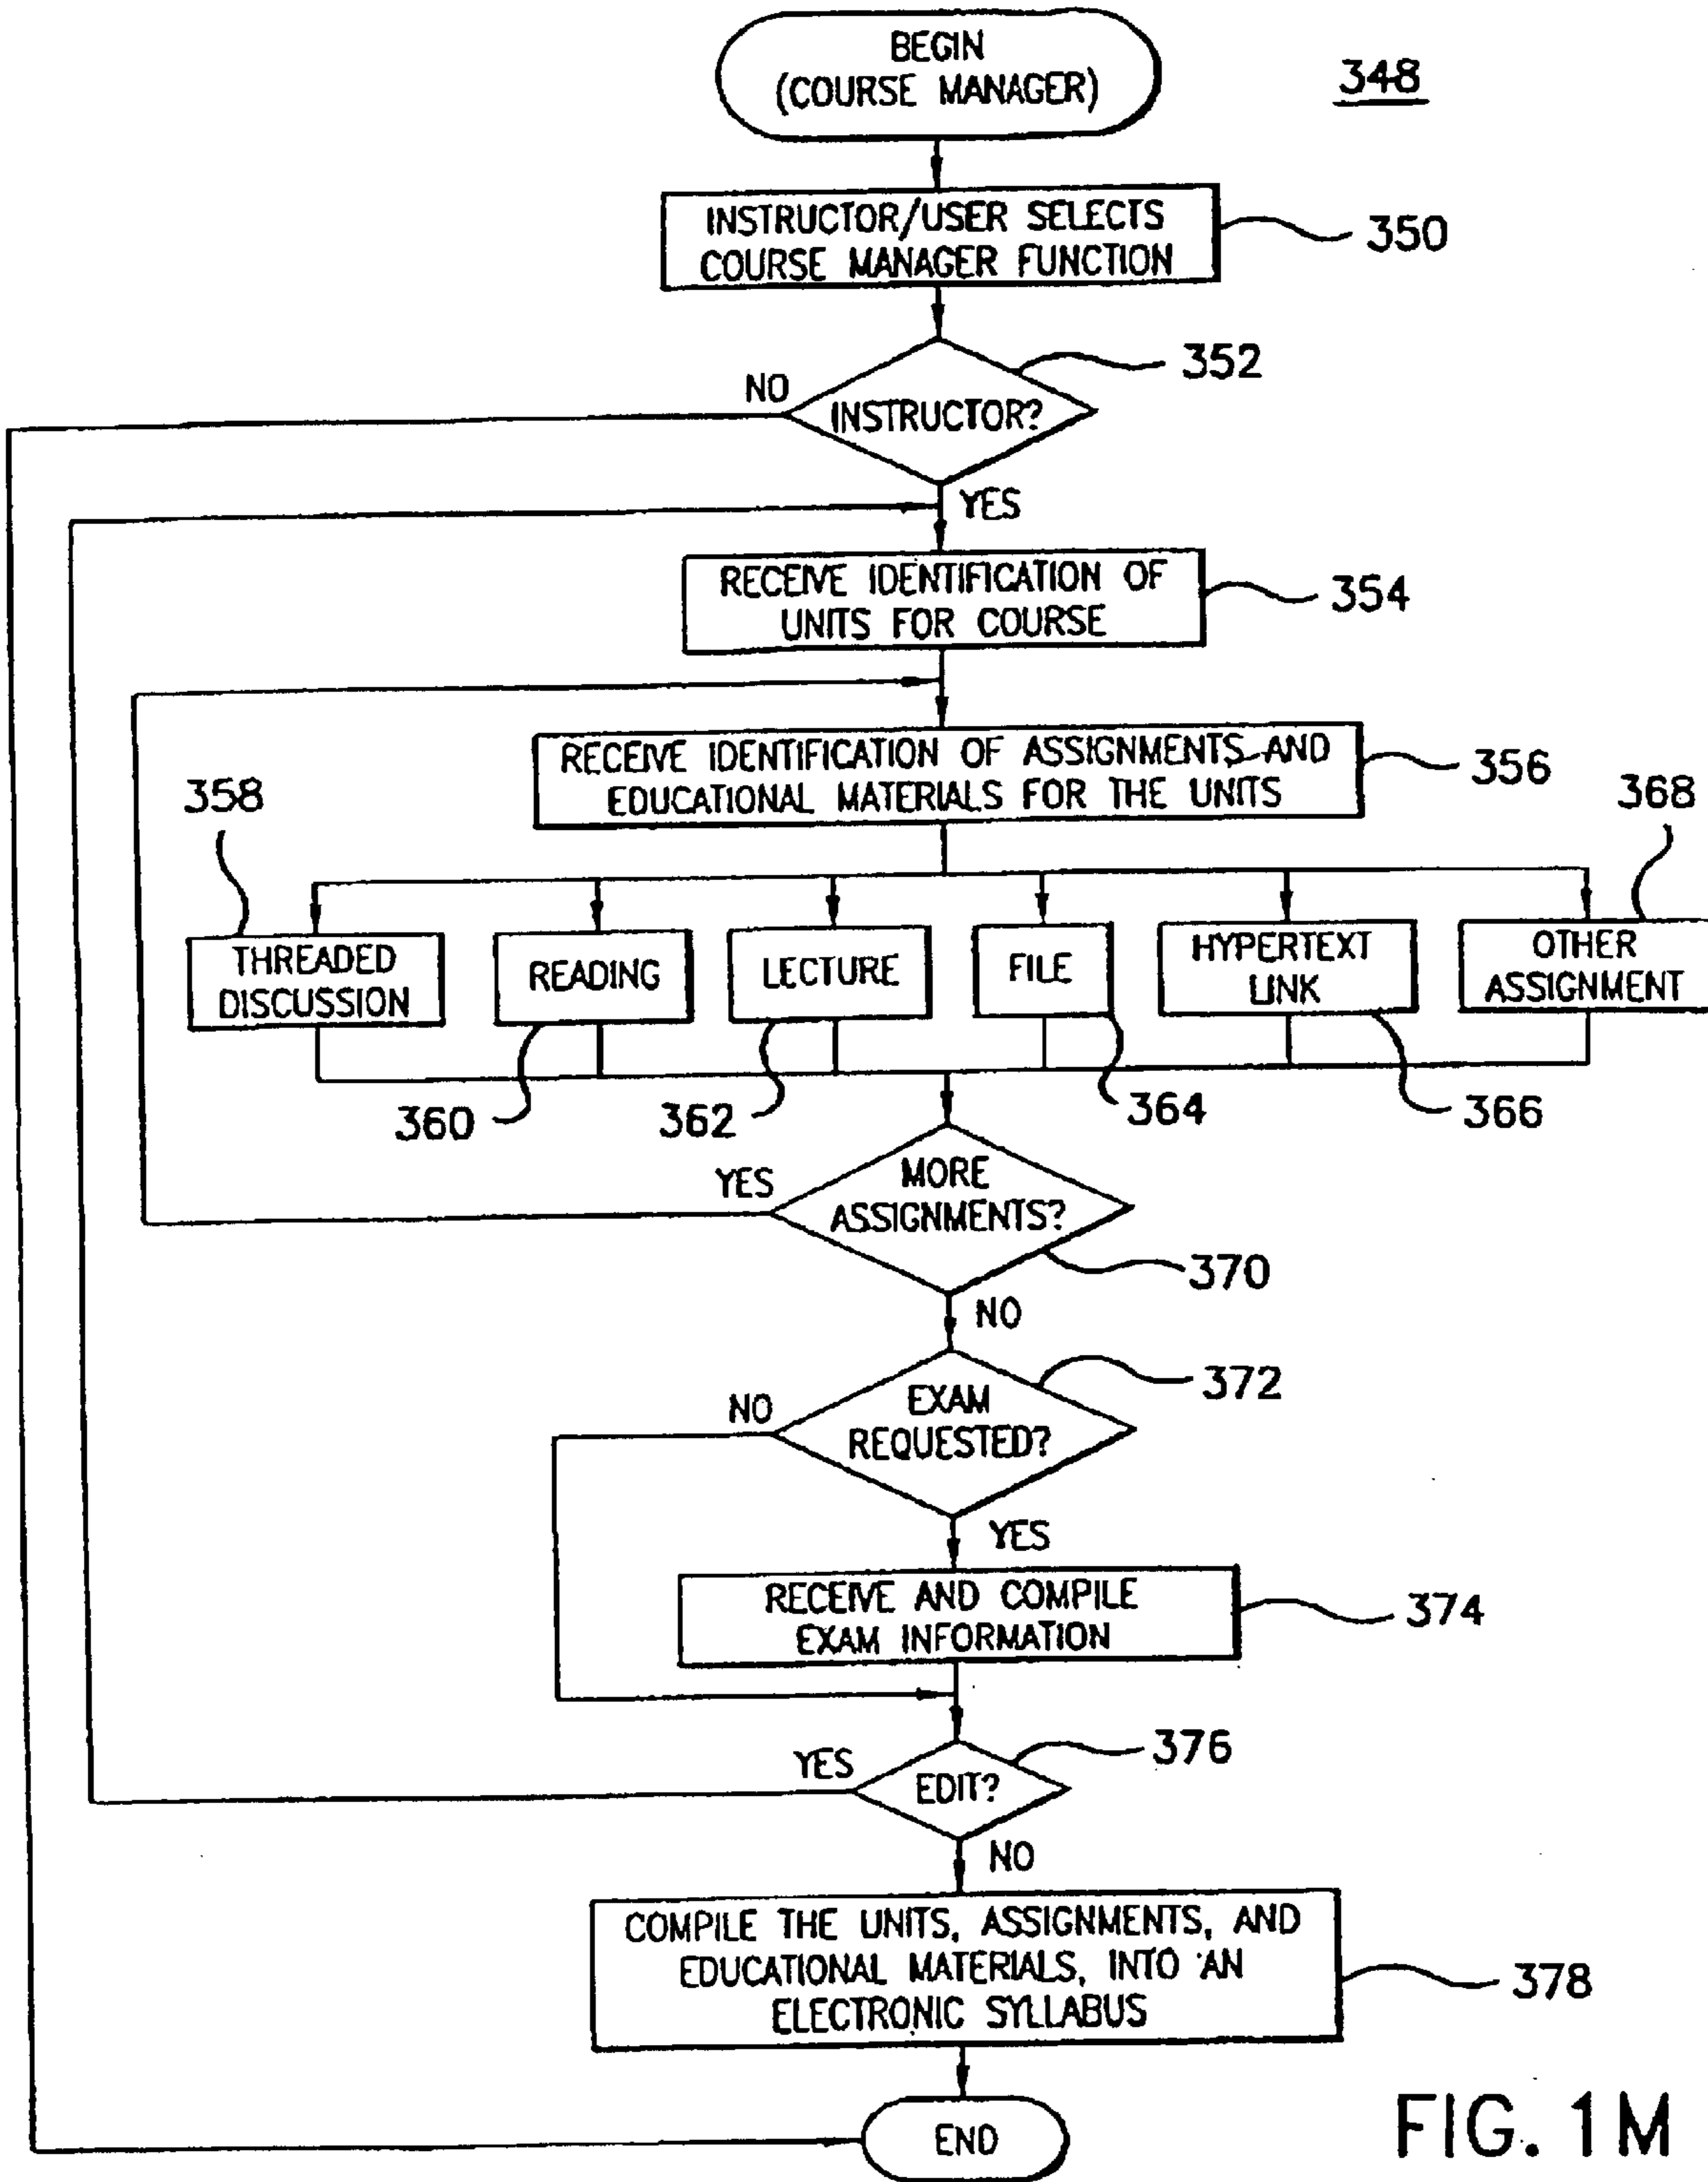 BEGIN
(COURSE MANAGER)
348
INSTRUCTOR/USER SELECTS
COURSE MANAGER FUNCTION
350
352
NO
INSTRUCTOR?
YES
RECEIVE IDENTIFICATION OF
UNITS FOR COURSE
354
RECEIVE IDENTIFICATION OF ASSIGNMENTS AND
EDUCATIONAL MATERIALS FOR THE UNITS
356
358
368
THREADED
DISCUSSION
READING
LECTURE
FILE
HYPERTEXT
LINK
OTHER
ASSIGNMENT
360
362
364
366
YES
MORE
ASSIGNMENTS?
370
NO
372
NO
EXAM
REQUESTED?
YES
RECEIVE AND COMPILE
EXAM INFORMATION
374
376
YES
EDIT?
NO
COMPILE THE UNITS, ASSIGNMENTS, AND
EDUCATIONAL MATERIALS, INTO AN
ELECTRONIC SYLLABUS
378
END
FIG. 1M